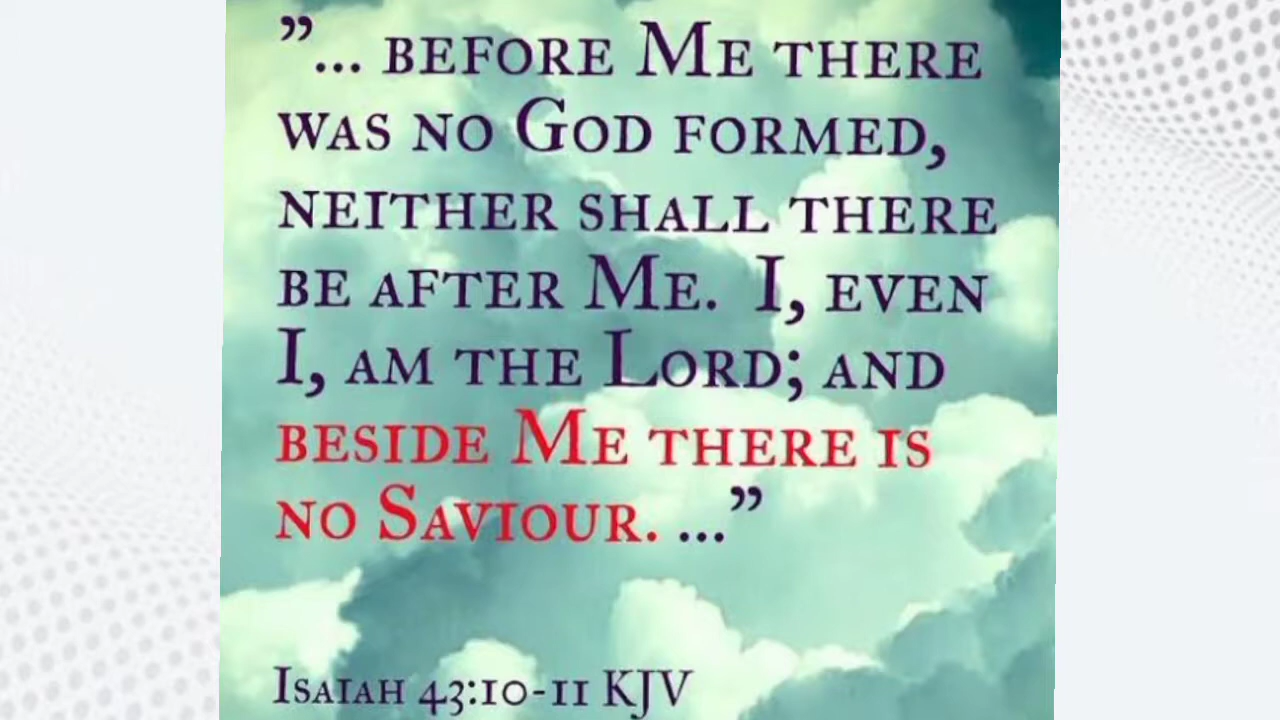 ”... BEFORE ME THERE
WAS NO GOD FORMED,
NEITHER SHALL THERE
BE AFTER ME. I, EVEN
I, AM THE LORD; AND
BESIDE ME THERE IS
NO SAVIOUR. ...”
ISAIAH 43:10-11 KJV